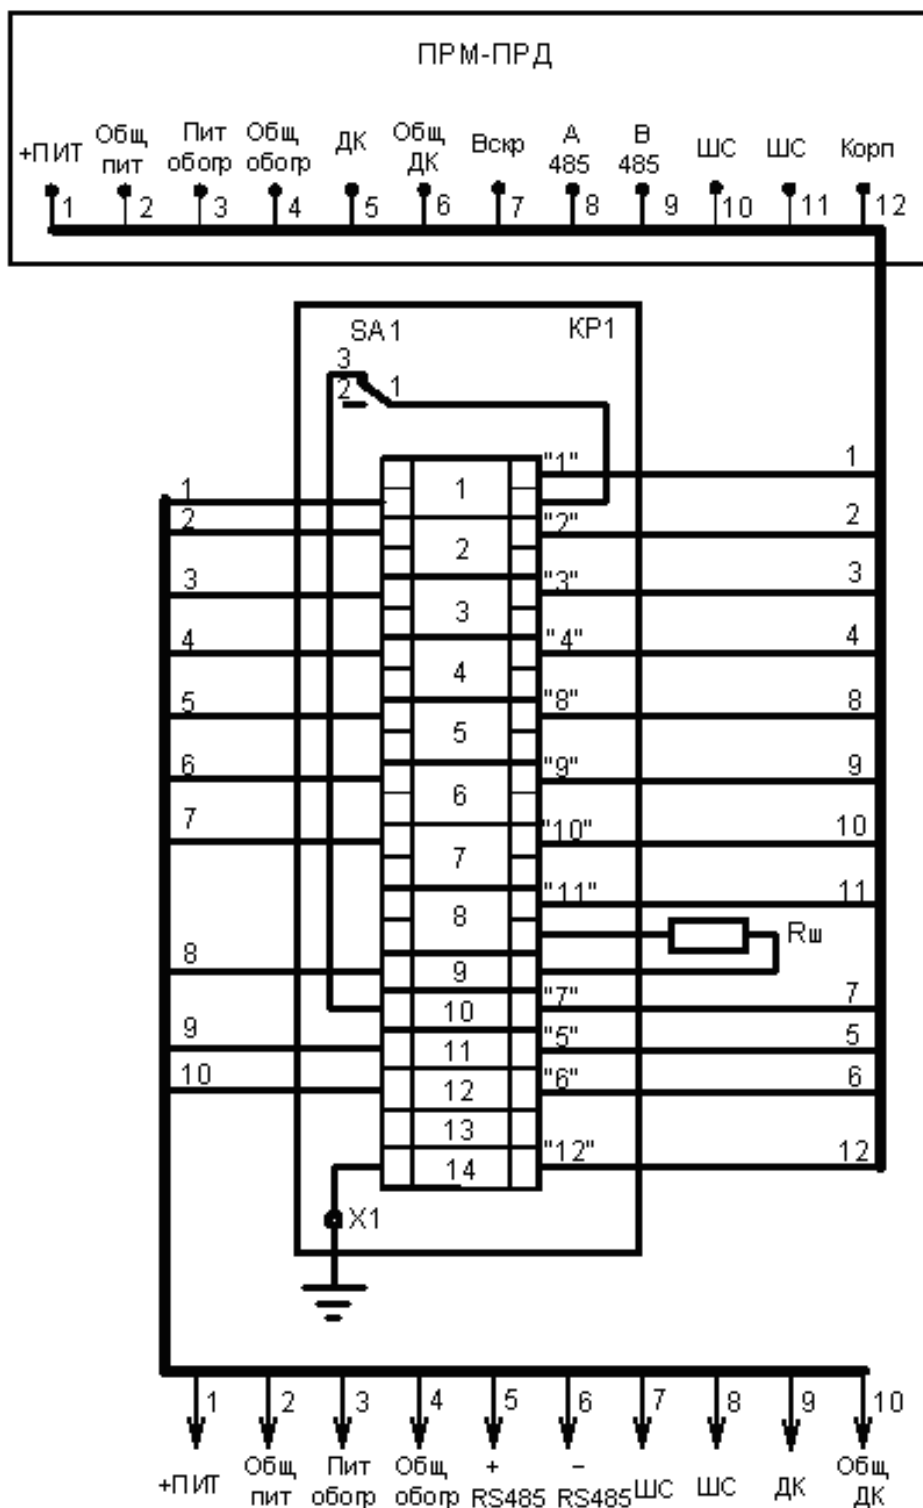 ПРМ-ПРД
+ПИТ Общ пит Пит обогр Общ обогр ДК Общ ДК Вскр А 485 В 485 ШС ШС Корп
1 2 3 4 5 6 7 8 9 10 11 12
SA1 КР1
3
2 1
"1" 1
1 1
2 "2" 2
2
3 "3" 3
3
4 "4" 4
4
5 "8" 8
5
6 "9" 9
6
7 "10" 10
7
"11" 11
8 Rш
8 9
"7" 7
10
9 "5" 5
11
10 "6" 6
12
13
"12" 12
14
X1
1 2 3 4 5 6 7 8 9 10
+ПИТ Общ пит Пит обогр Общ обогр + RS485 − RS485 ШС ШС ДК Общ ДК